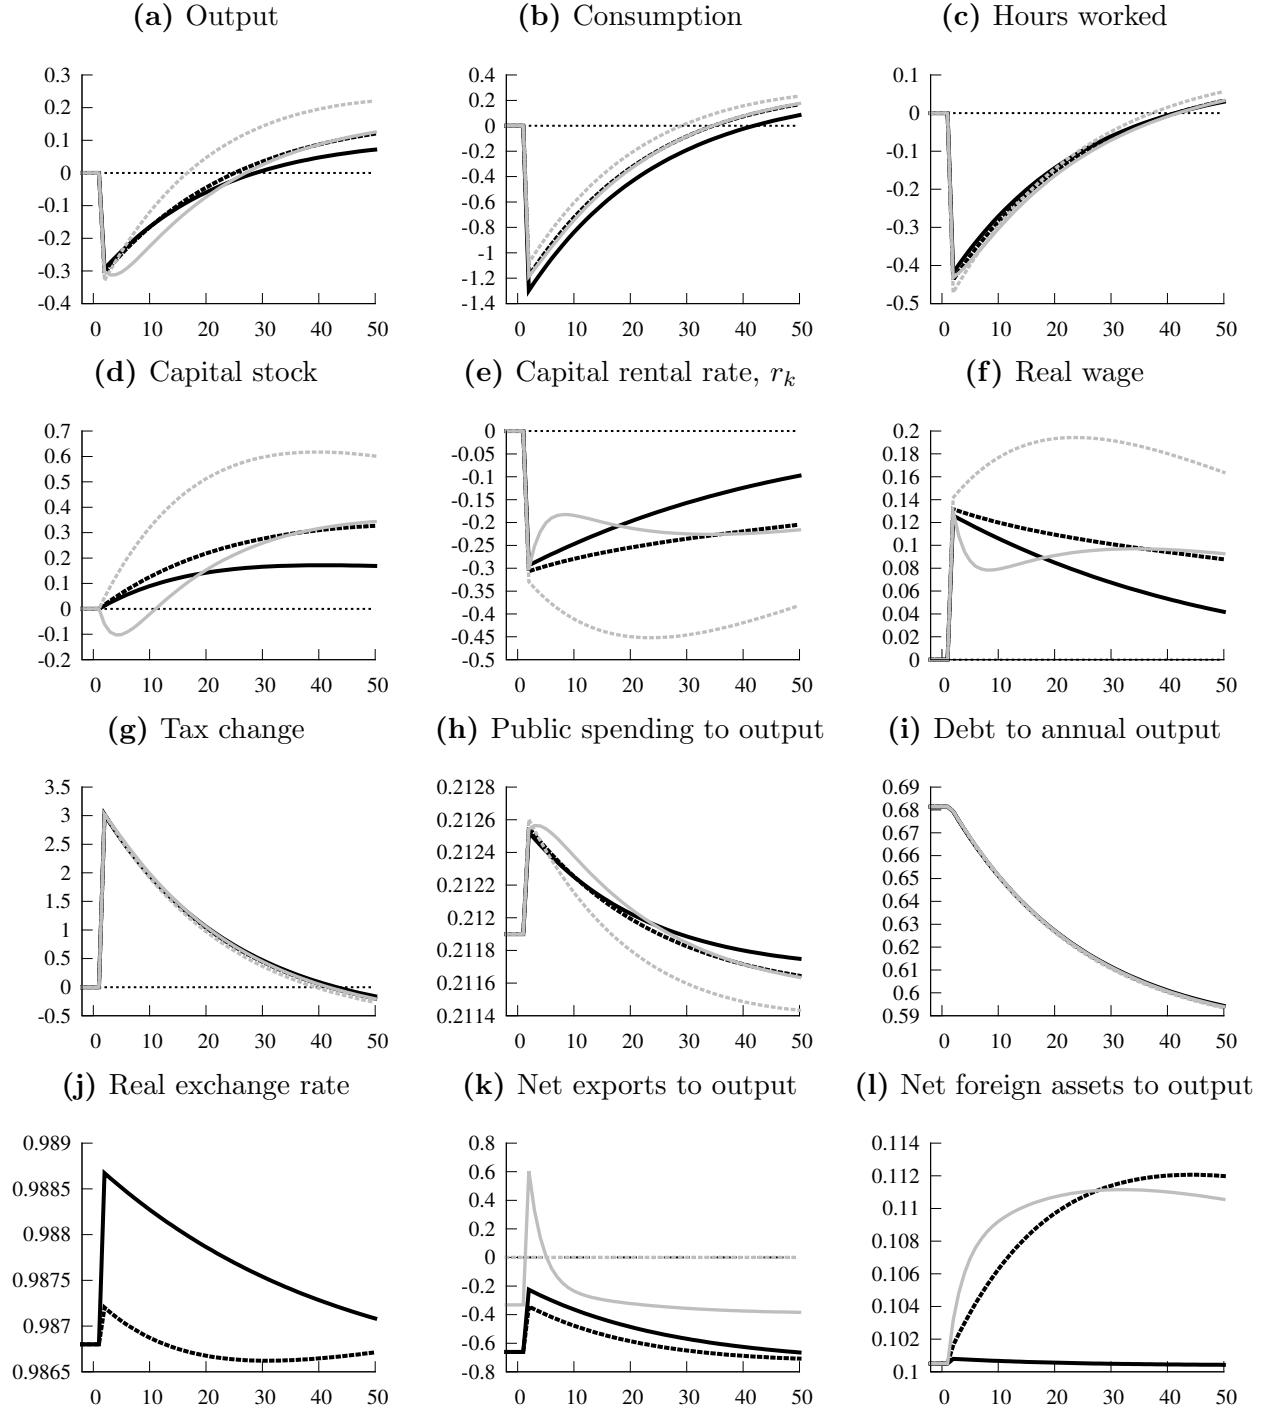 (a) Output (b) Consumption (c) Hours worked
0.3 0.2 0.1 0 -0.1 -0.2 -0.3 -0.4
0 10 20 30 40 50
0.4 0.2 0 -0.2 -0.4 -0.6 -0.8 -1 -1.2 -1.4
0 10 20 30 40 50
0.1 0 -0.1 -0.2 -0.3 -0.4 -0.5
0 10 20 30 40 50
(d) Capital stock (e) Capital rental rate, r_k (f) Real wage
0.7 0.6 0.5 0.4 0.3 0.2 0.1 0 -0.1 -0.2
0 10 20 30 40 50
0 -0.05 -0.1 -0.15 -0.2 -0.25 -0.3 -0.35 -0.4 -0.45 -0.5
0 10 20 30 40 50
0.2 0.18 0.16 0.14 0.12 0.1 0.08 0.06 0.04 0.02 0
0 10 20 30 40 50
(g) Tax change (h) Public spending to output (i) Debt to annual output
3.5 3 2.5 2 1.5 1 0.5 0 -0.5
0 10 20 30 40 50
0.2128 0.2126 0.2124 0.2122 0.212 0.2118 0.2116 0.2114
0 10 20 30 40 50
0.69 0.68 0.67 0.66 0.65 0.64 0.63 0.62 0.61 0.6 0.59
0 10 20 30 40 50
(j) Real exchange rate (k) Net exports to output (l) Net foreign assets to output
0.989 0.9885 0.988 0.9875 0.987 0.9865
0 10 20 30 40 50
0.8 0.6 0.4 0.2 0 -0.2 -0.4 -0.6 -0.8
0 10 20 30 40 50
0.114 0.112 0.11 0.108 0.106 0.104 0.102 0.1
0 10 20 30 40 50